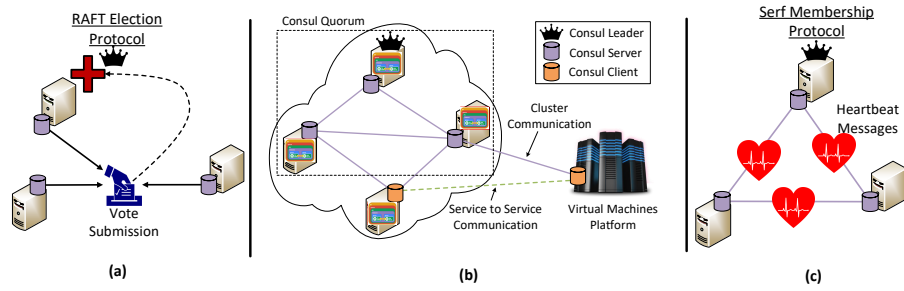 RAFT Election
Protocol
Vote
Submission
(a)
Consul Quorum
Consul Leader
Consul Server
Consul Client
Cluster
Communication
Service to Service
Communication
Virtual Machines
Platform
(b)
Serf Membership
Protocol
Heartbeat
Messages
(c)